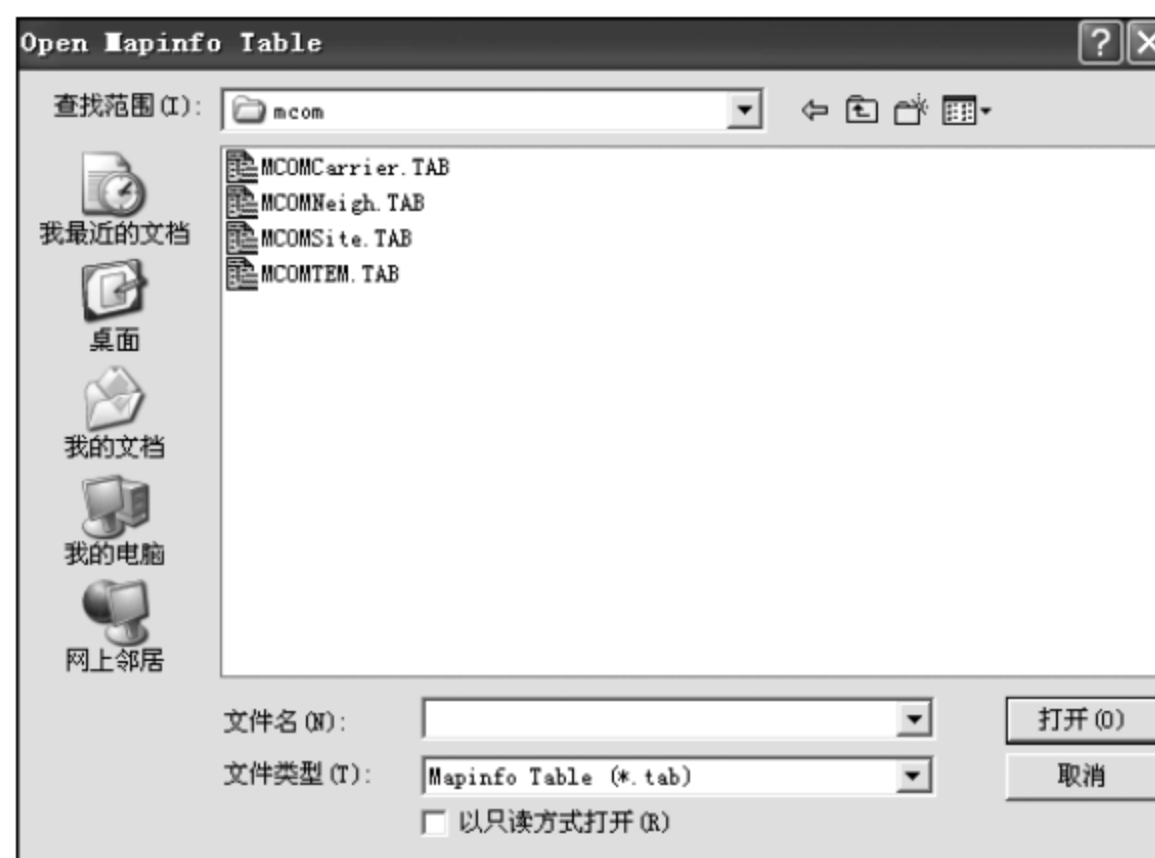 Open Mapinfo Table
查找范围(I):
mcom
MCOMCarrier.TAB
MCOMNeigh.TAB
MCOMSite.TAB
MCOMTEM.TAB
我最近的文档
桌面
我的文档
我的电脑
网上邻居
文件名(N):
打开(O)
文件类型(T):
Mapinfo Table (*.tab)
取消
以只读方式打开(R)